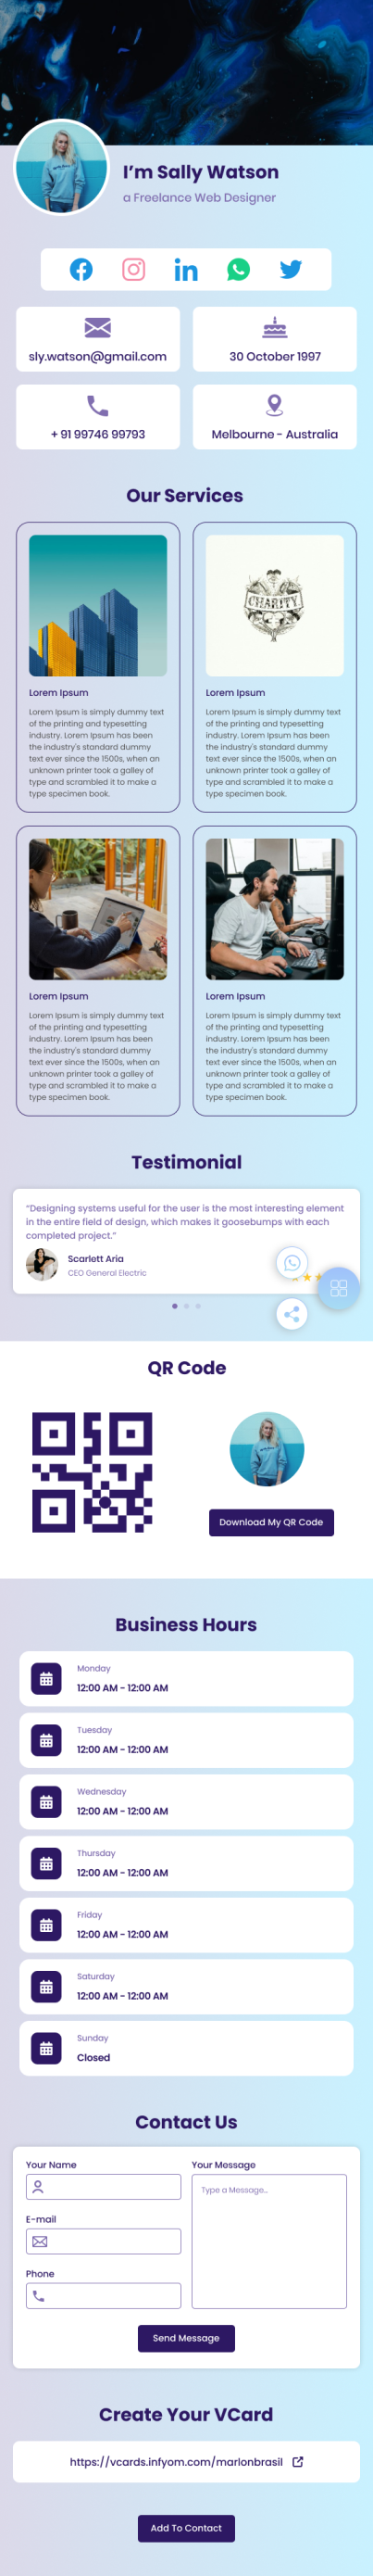 I'm Sally Watson
a Freelance Web Designer
sly.watson@gmail.com
30 October 1997
+ 91 99746 99793
Melbourne - Australia
Our Services
CHARITY
Lorem Ipsum
Lorem Ipsum is simply dummy text
of the printing and typesetting
industry. Lorem Ipsum has been
the industry's standard dummy
text ever since the 1500s, when an
unknown printer took a galley of
type and scrambled it to make a
type specimen book.
Lorem Ipsum
Lorem Ipsum is simply dummy text
of the printing and typesetting
industry. Lorem Ipsum has been
the industry's standard dummy
text ever since the 1500s, when an
unknown printer took a galley of
type and scrambled it to make a
type specimen book.
Lorem Ipsum
Lorem Ipsum is simply dummy text
of the printing and typesetting
industry. Lorem Ipsum has been
the industry's standard dummy
text ever since the 1500s, when an
unknown printer took a galley of
type and scrambled it to make a
type specimen book.
Lorem Ipsum
Lorem Ipsum is simply dummy text
of the printing and typesetting
industry. Lorem Ipsum has been
the industry's standard dummy
text ever since the 1500s, when an
unknown printer took a galley of
type and scrambled it to make a
type specimen book.
Testimonial
"Designing systems useful for the user is the most interesting element
in the entire field of design, which makes it goosebumps with each
completed project."
Scarlett Aria
CEO General Electric
QR Code
Download My QR Code
Business Hours
Monday
12:00 AM - 12:00 AM
Tuesday
12:00 AM - 12:00 AM
Wednesday
12:00 AM - 12:00 AM
Thursday
12:00 AM - 12:00 AM
Friday
12:00 AM - 12:00 AM
Saturday
12:00 AM - 12:00 AM
Sunday
Closed
Contact Us
Your Name
E-mail
Phone
Your Message
Type a Message...
Send Message
Create Your VCard
https://vcards.infyom.com/marlonbrasil
Add To Contact